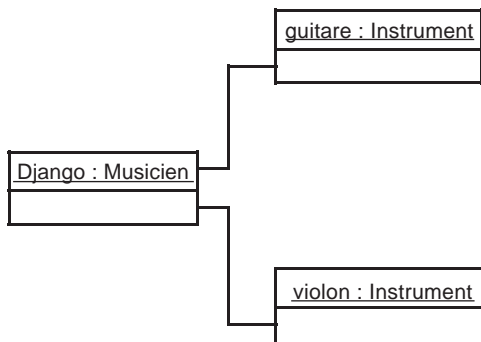 guitare : Instrument
Django : Musicien
violon : Instrument